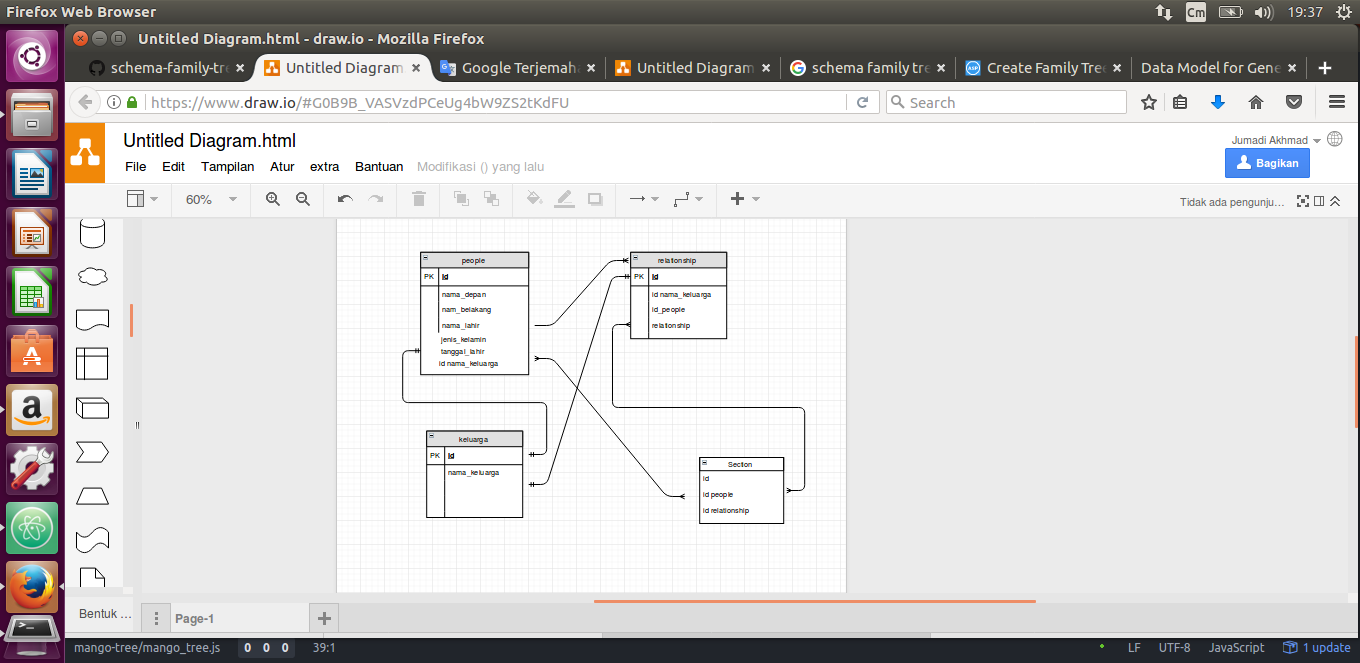 Firefox Web Browser
Cm
19:37
Untitled Diagram.html - draw.io - Mozilla Firefox
schema-family-tre
Untitled Diagram
Google Terjemaha
Untitled Diagram
schema family tre
Create Family Tree
Data Model for Gene
https://www.draw.io/#G0B9B_VASVzdPCeUg4bW9ZS2tKdFU
Search
Untitled Diagram.html
Jumadi Akhmad
File Edit Tampilan Atur extra Bantuan Modifikasi () yang lalu
Bagikan
60%
Tidak ada pengunju...
people
PK id
nama_depan
nam_belakang
nama_lahir
jenis_kelamin
tanggal_lahir
id nama_keluarga
relationship
PK id
id nama_keluarga
id_people
relationship
keluarga
PK id
nama_keluarga
Section
id
id people
id relationship
Bentuk ...
Page-1
mango-tree/mango_tree.js 0 0 0 39:1 LF UTF-8 JavaScript 1 update